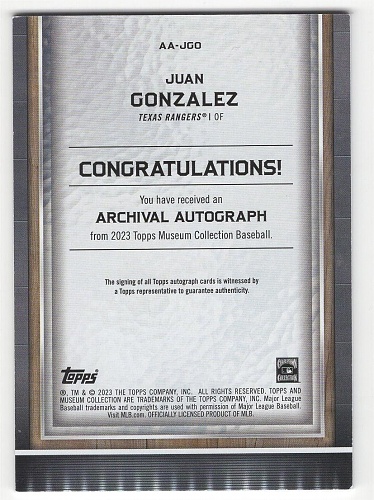 AA-JGO
JUAN
GONZALEZ
TEXAS RANGERS® | OF
CONGRATULATIONS!
You have received an
ARCHIVAL AUTOGRAPH
from 2023 Topps Museum Collection Baseball.
The signing of all Topps autograph cards is witnessed by
a Topps representative to guarantee authenticity.
Topps
®, TM & © 2023 THE TOPPS COMPANY, INC. ALL RIGHTS RESERVED. TOPPS AND
MUSEUM COLLECTION ARE TRADEMARKS OF THE TOPPS COMPANY, INC. Major League
Baseball trademarks and copyrights are used with permission of Major League Baseball.
Visit MLB.com. OFFICIALLY LICENSED PRODUCT OF MLB.